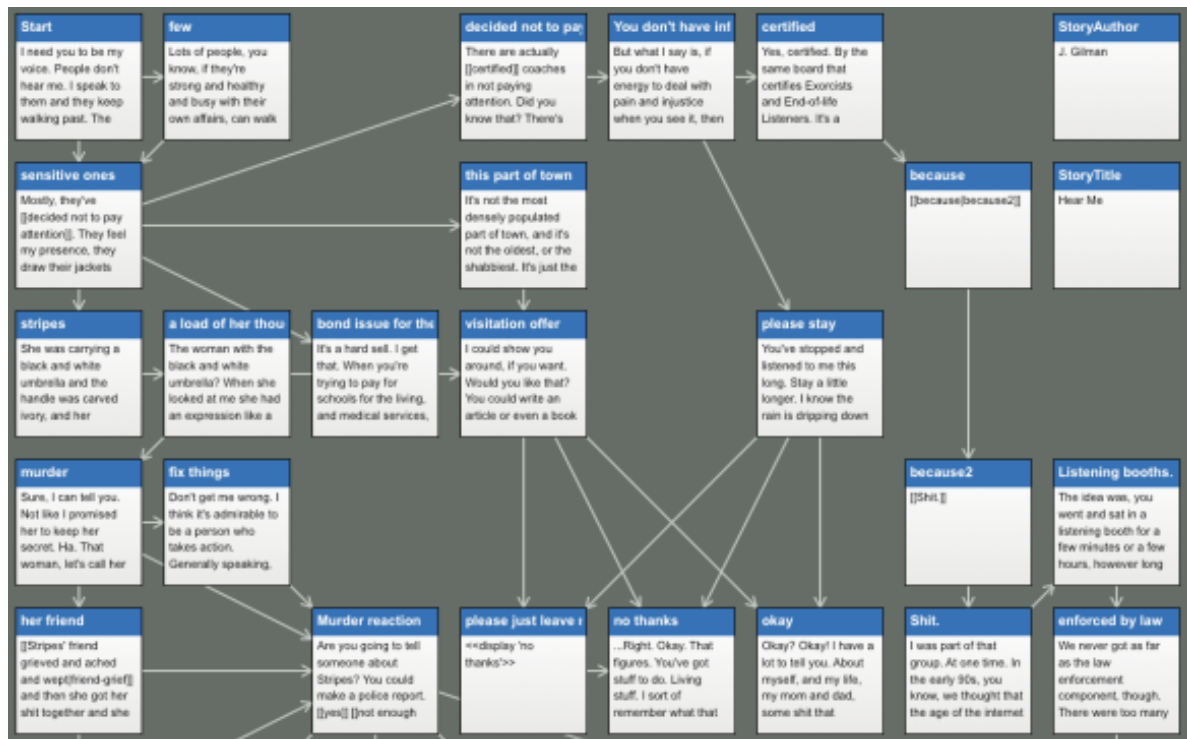 Start
I need you to be my
voice. People don't
hear me. I speak to
them and they keep
walking past. The
few
Lots of people, you
know, if they're
strong and healthy
and busy with their
own affairs, can walk
decided not to pay
There are actually
[[certified]] coaches
in not paying
attention. Did you
know that? There's
You don't have inf
But what I say is, if
you don't have
energy to deal with
pain and injustice
when you see it, then
certified
Yes, certified. By the
same board that
certifies Exorcists
and End-of-life
Listeners. It's a
StoryAuthor
J. Gilman
sensitive ones
Mostly, they've
[[decided not to pay
attention]]. They feel
my presence, they
draw their jackets
this part of town
It's not the most
densely populated
part of town, and it's
not the oldest, or the
shabbiest. It's just the
because
[[because|because2]]
StoryTitle
Hear Me
stripes
She was carrying a
black and white
umbrella and the
handle was carved
ivory, and her
a load of her thou
The woman with the
black and white
umbrella? When she
looked at me she had
an expression like a
bond issue for the
It's a hard sell. I get
that. When you're
trying to pay for
schools for the living,
and medical services,
visitation offer
I could show you
around, if you want.
Would you like that?
You could write an
article or even a book
please stay
You've stopped and
listened to me this
long. Stay a little
longer. I know the
rain is dripping down
murder
Sure, I can tell you.
Not like I promised
her to keep her
secret. Ha. That
woman, let's call her
fix things
Don't get me wrong. I
think it's admirable to
be a person who
takes action.
Generally speaking,
because2
[[Shit.]]
Listening booths.
The idea was, you
went and sat in a
listening booth for a
few minutes or a few
hours, however long
her friend
[[Stripes' friend
grieved and ached
and wept|friend-grief]]
and then she got her
shit together and she
Murder reaction
Are you going to tell
someone about
Stripes? You could
make a police report.
[[yes]] [[not enough
please just leave
<<display 'no
thanks'>>
no thanks
...Right. Okay. That
figures. You've got
stuff to do. Living
stuff. I sort of
remember what that
okay
Okay? Okay! I have a
lot to tell you. About
myself, and my life,
my mom and dad,
some shit that
Shit.
I was part of that
group. At one time. In
the early 90s, you
know, we thought that
the age of the internet
enforced by law
We never got as far
as the law
enforcement
component, though.
There were too many